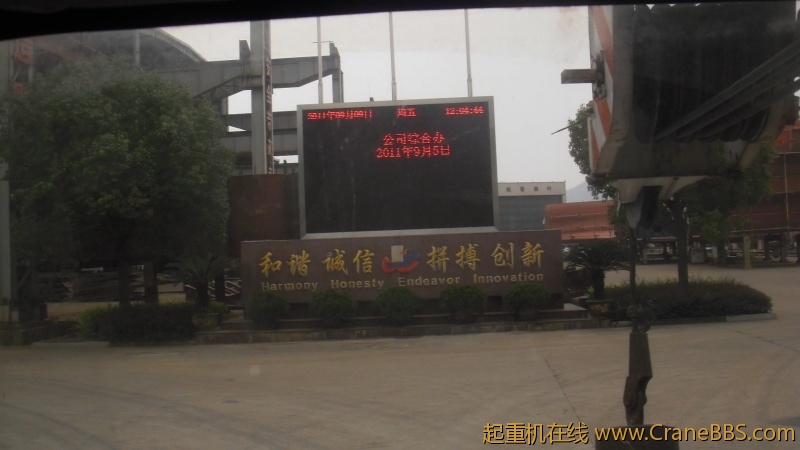 2011年09月09日 周五 12:04:44
公司综合办
2011年9月5日
和谐 诚信 拼搏 创新
Harmony Honesty Endeavor Innovation
起重机在线 www.CraneBBS.com